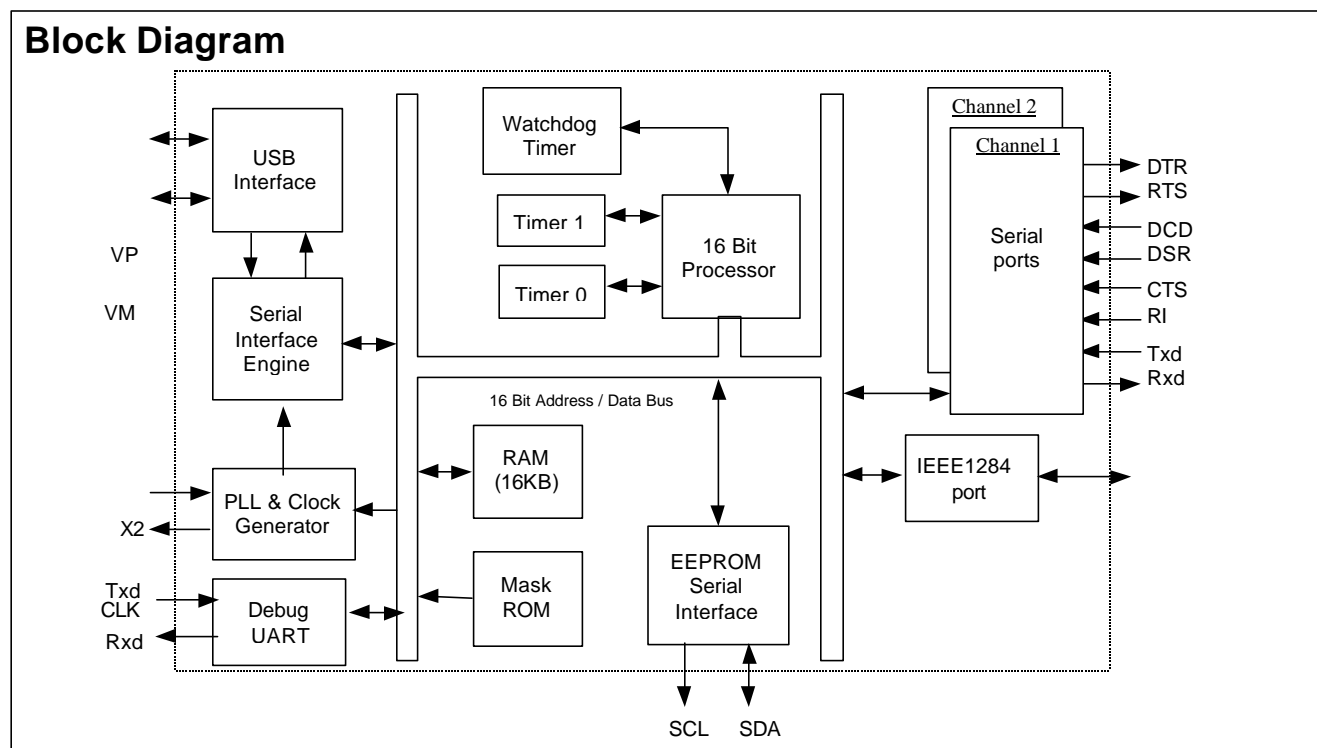 Block Diagram
Channel 2
Channel 1
Watchdog
Timer
USB
Interface
DTR
RTS
Timer 1
16 Bit
Processor
Serial
ports
DCD
DSR
VP
CTS
Timer 0
VM
Serial
Interface
Engine
RI
Txd
Rxd
16 Bit Address / Data Bus
RAM
(16KB)
IEEE1284
port
PLL & Clock
Generator
X2
EEPROM
Serial
Interface
Mask
ROM
Txd
CLK
Debug
UART
Rxd
SCL
SDA